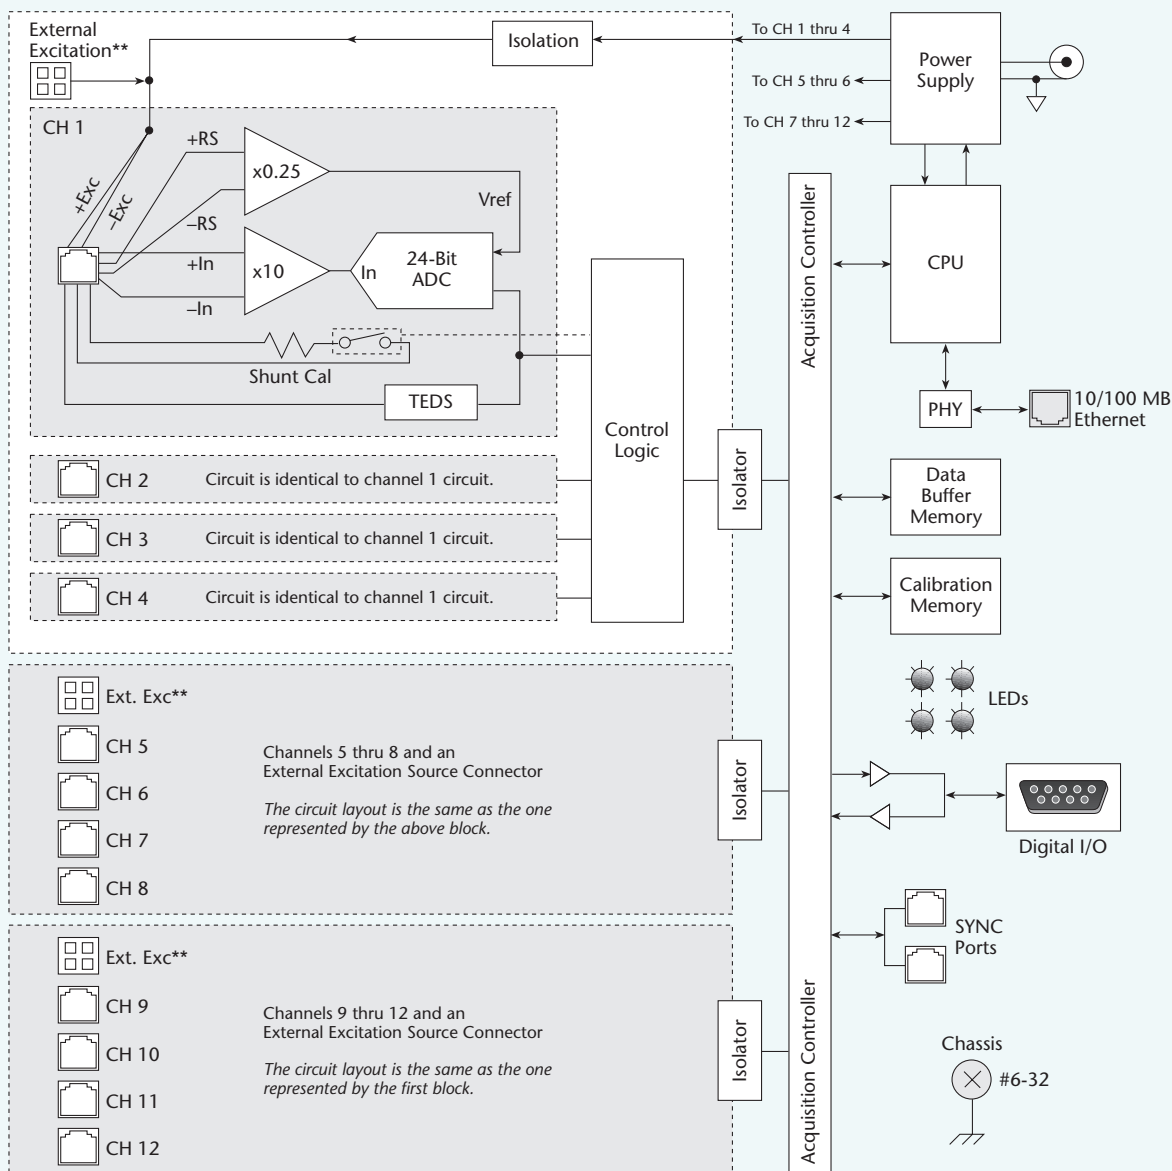 External
Excitation**
Isolation
To CH 1 thru 4
Power
Supply
To CH 5 thru 6
To CH 7 thru 12
CH 1
+Exc
–Exc
+RS
–RS
x0.25
Vref
+In
–In
x10
In
24-Bit
ADC
Shunt Cal
TEDS
Control
Logic
Isolator
CH 2
Circuit is identical to channel 1 circuit.
CH 3
Circuit is identical to channel 1 circuit.
CH 4
Circuit is identical to channel 1 circuit.
Acquisition Controller
CPU
PHY
10/100 MB
Ethernet
Data
Buffer
Memory
Calibration
Memory
LEDs
Ext. Exc**
CH 5
CH 6
CH 7
CH 8
Channels 5 thru 8 and an
External Excitation Source Connector
The circuit layout is the same as the one
represented by the above block.
Isolator
Digital I/O
SYNC
Ports
Ext. Exc**
CH 9
CH 10
CH 11
CH 12
Channels 9 thru 12 and an
External Excitation Source Connector
The circuit layout is the same as the one
represented by the first block.
Isolator
Acquisition Controller
Chassis
#6-32